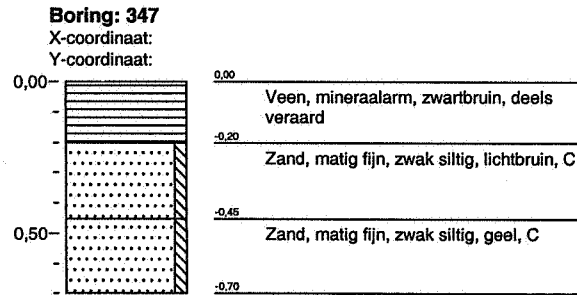 Boring: 347
X-coordinaat:
Y-coordinaat:
0,00
0,00
Veen, mineraalarm, zwartbruin, deels
veraard
-0,20
Zand, matig fijn, zwak siltig, lichtbruin, C
-0,45
0,50
Zand, matig fijn, zwak siltig, geel, C
-0,70